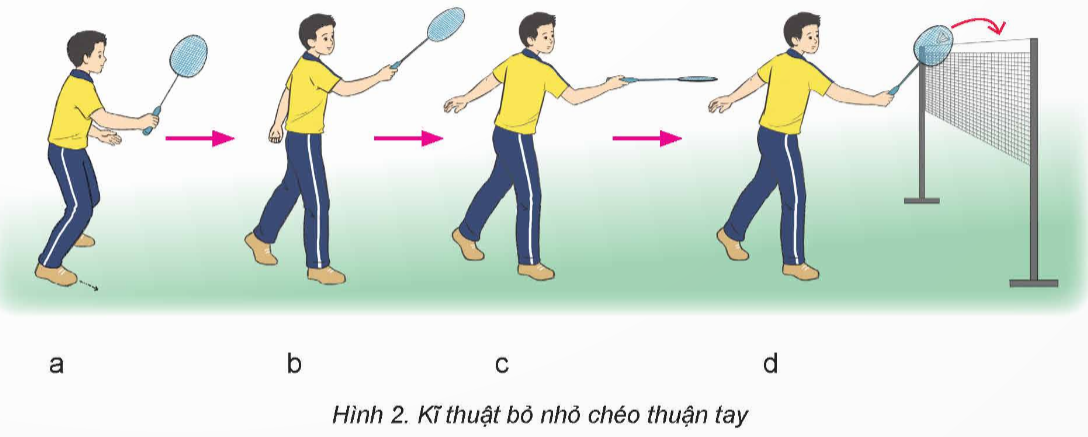 a b c d
Hình 2. Kĩ thuật bỏ nhỏ chéo thuận tay